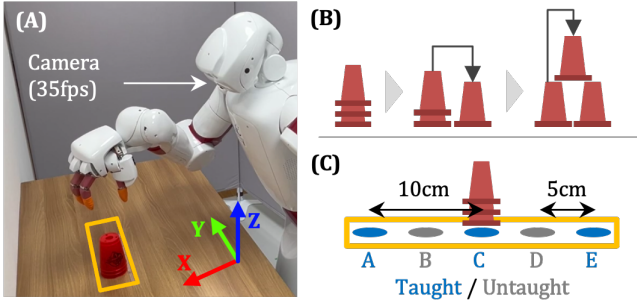 (A)
Camera
(35fps)
Z
Y
X
(B)
(C)
10cm
5cm
A B C D E
Taught / Untaught